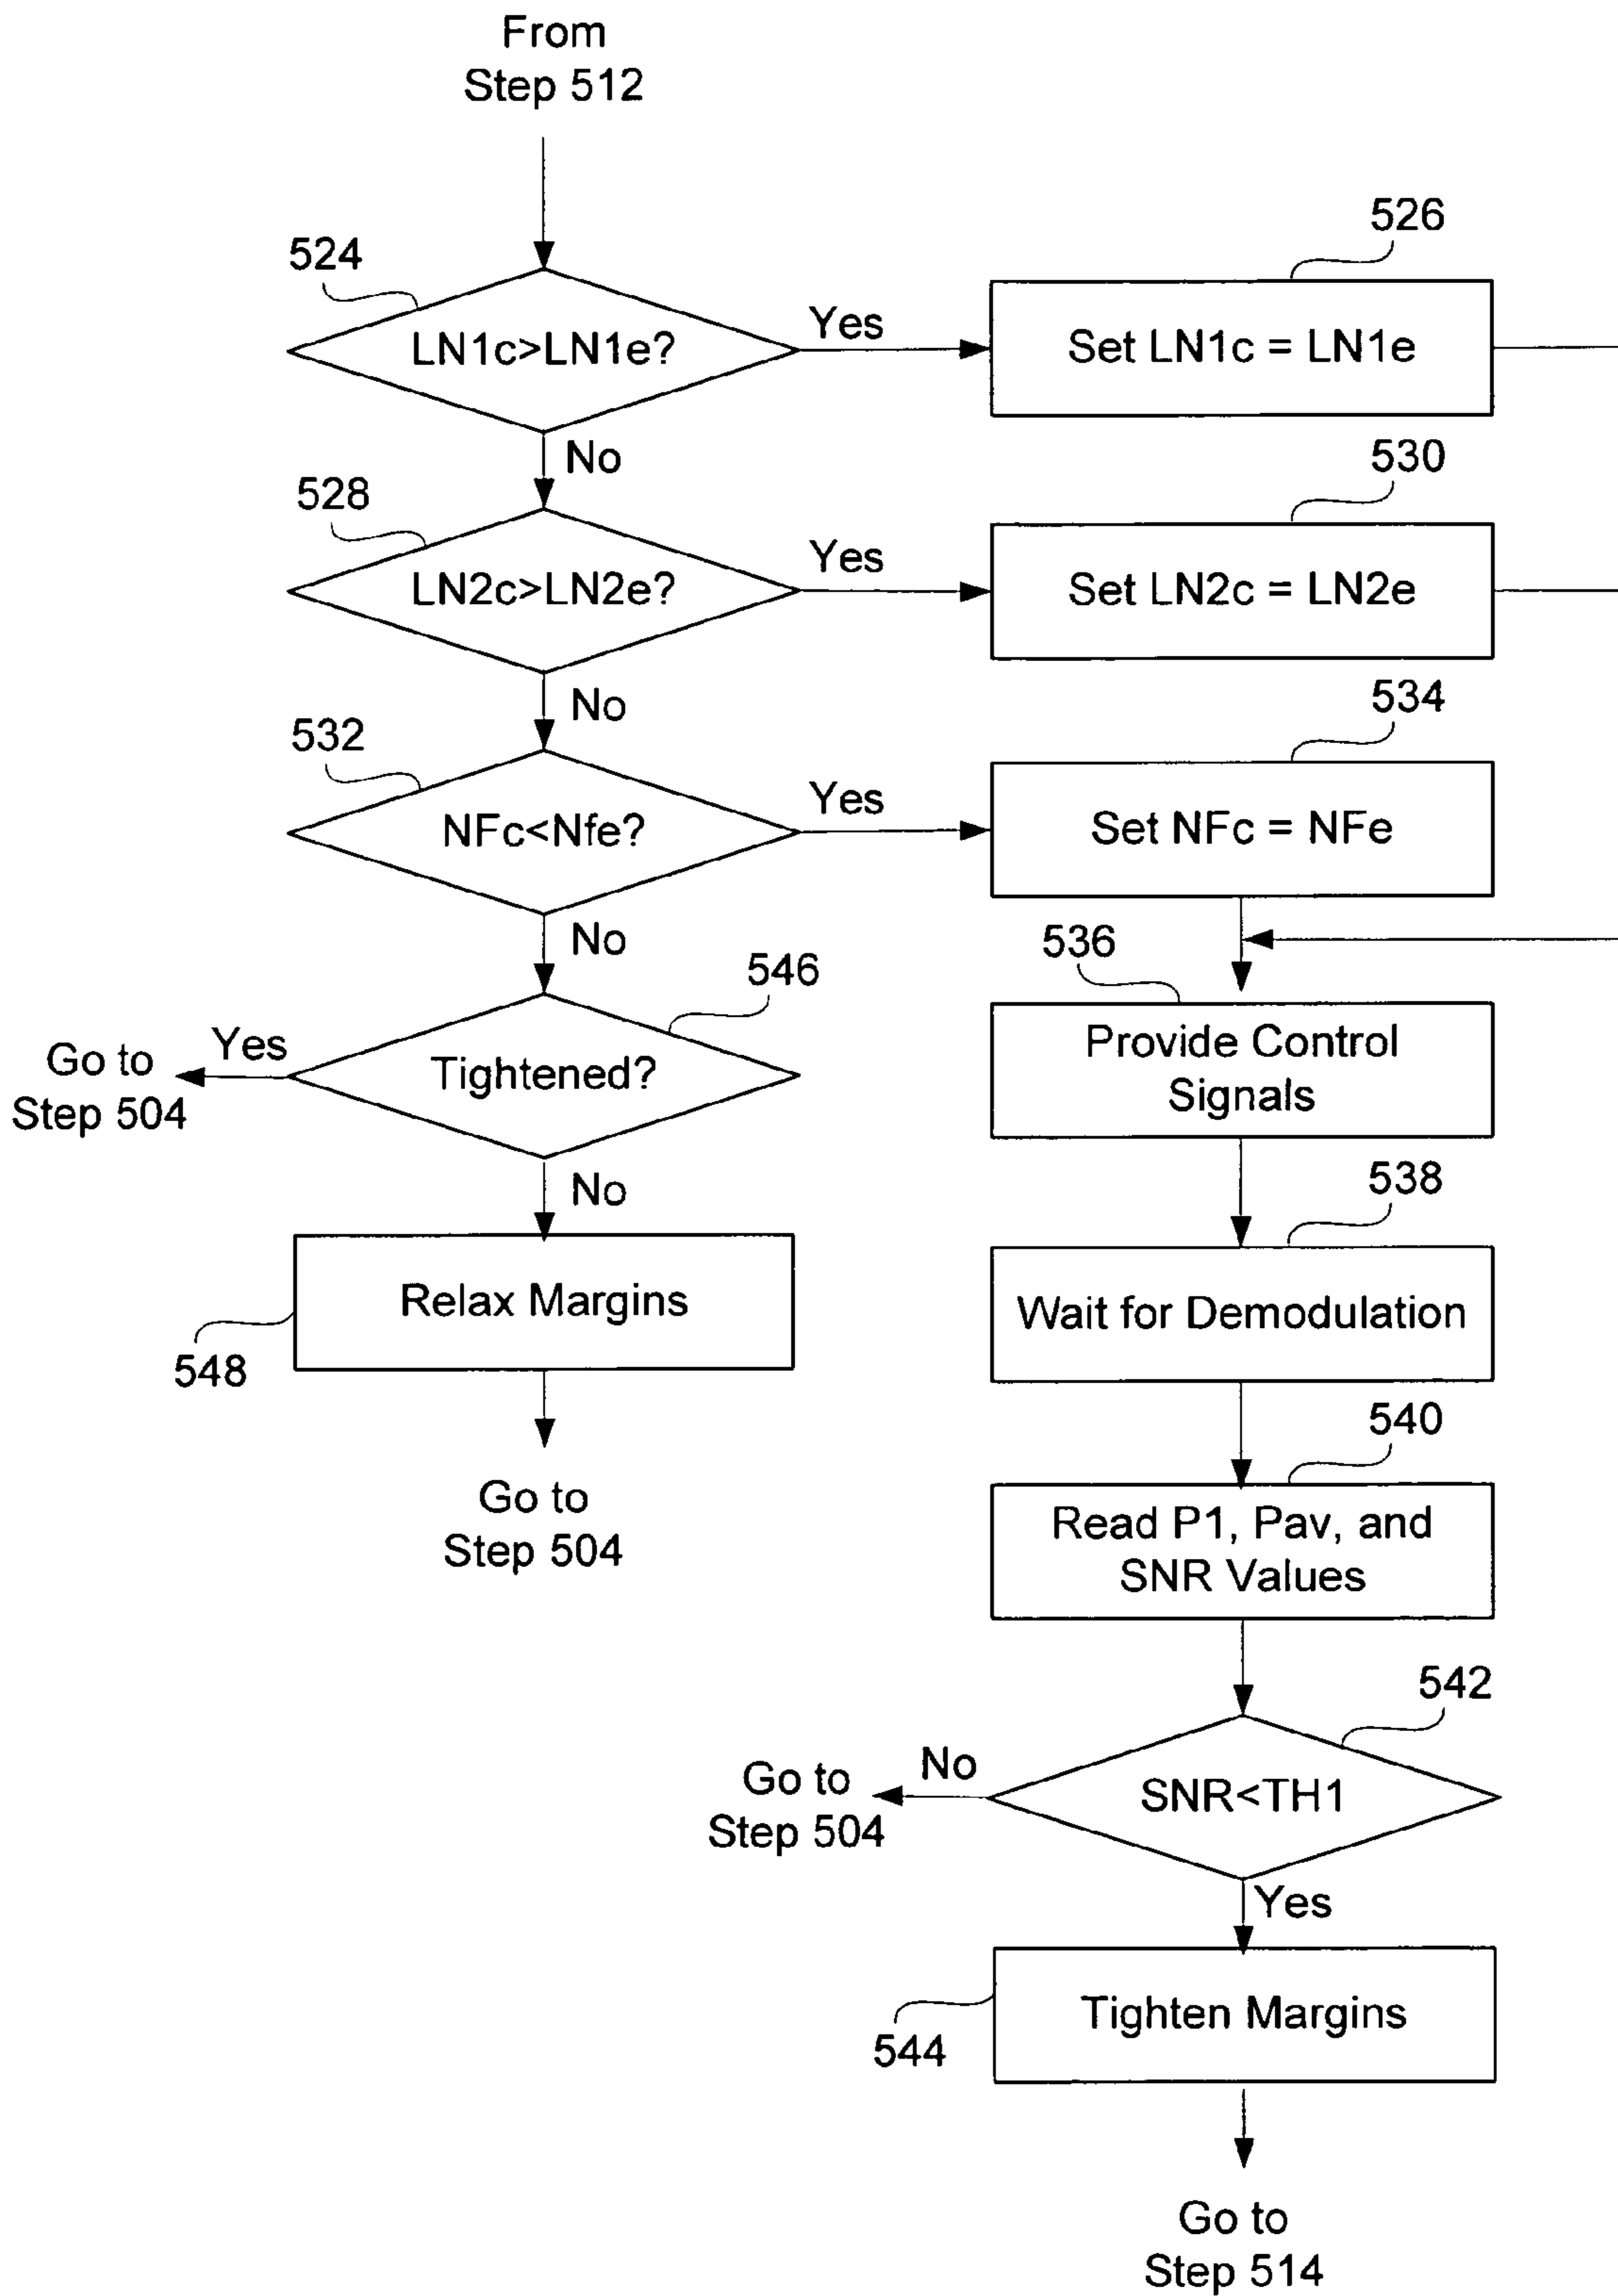 From
Step 512
524
LN1c>LN1e?
Yes
526
Set LN1c = LN1e
No
528
LN2c>LN2e?
Yes
530
Set LN2c = LN2e
No
532
NFc<Nfe?
Yes
534
Set NFc = NFe
No
546
Tightened?
Yes
Go to
Step 504
No
Relax Margins
548
Go to
Step 504
536
Provide Control
Signals
538
Wait for Demodulation
540
Read P1, Pav, and
SNR Values
542
SNR<TH1
No
Go to
Step 504
Yes
Tighten Margins
544
Go to
Step 514